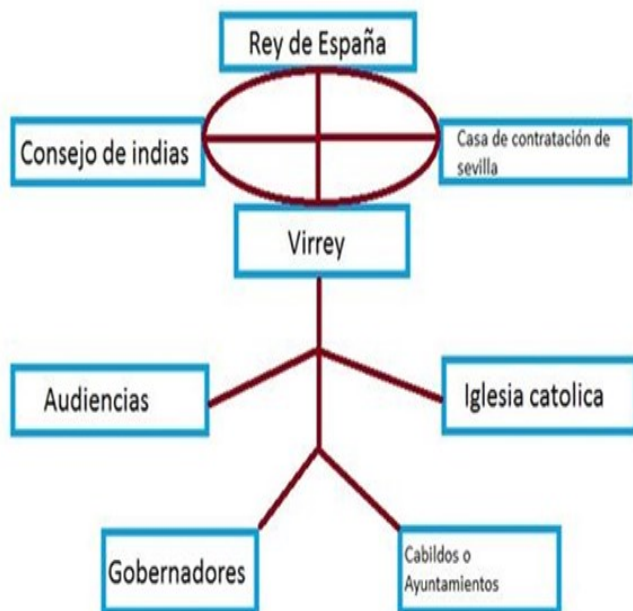 Rey de España
Consejo de indias
Casa de contratación de
sevilla
Virrey
Audiencias
Iglesia catolica
Gobernadores
Cabildos o
Ayuntamientos